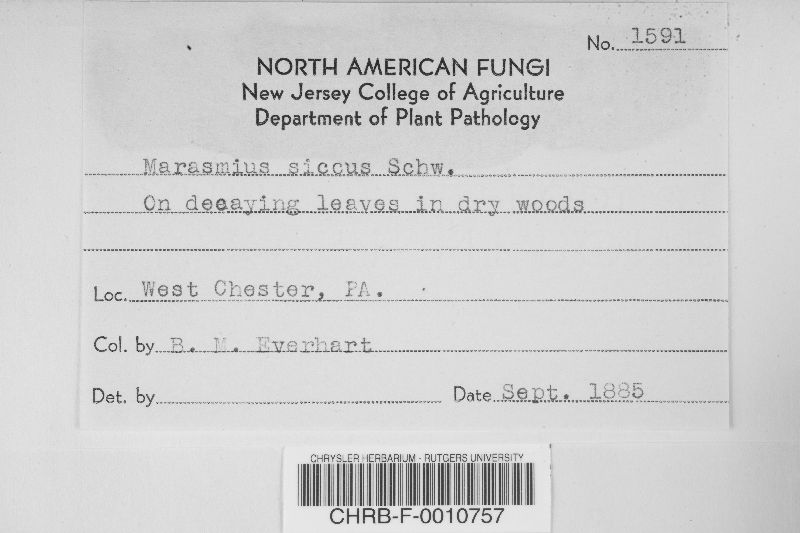 No. 1591
NORTH AMERICAN FUNGI
New Jersey College of Agriculture
Department of Plant Pathology
Marasmius siccus Schw.
On decaying leaves in dry woods
Loc. West Chester, PA.
Col. by B. M. Everhart
Det. by
Date Sept. 1885
CHRYSLER HERBARIUM - RUTGERS UNIVERSITY
CHRB-F-0010757